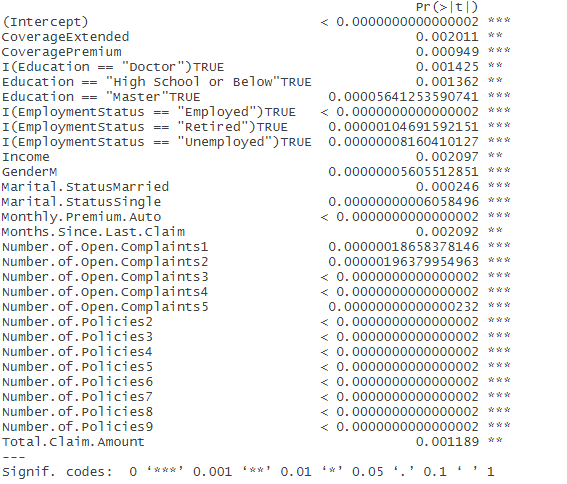 Pr(>|t|)
(Intercept) < 0.0000000000000002 ***
CoverageExtended 0.002011 **
CoveragePremium 0.000949 ***
I(Education == "Doctor")TRUE 0.001425 **
Education == "High School or Below"TRUE 0.001362 **
Education == "Master"TRUE 0.00005641253590741 ***
I(EmploymentStatus == "Employed")TRUE < 0.0000000000000002 ***
I(EmploymentStatus == "Retired")TRUE 0.00000104691592151 ***
I(EmploymentStatus == "Unemployed")TRUE 0.00000008160410127 ***
Income 0.002097 **
GenderM 0.00000005605512851 ***
Marital.StatusMarried 0.000246 ***
Marital.StatusSingle 0.00000000006058496 ***
Monthly.Premium.Auto < 0.0000000000000002 ***
Months.Since.Last.Claim 0.002092 **
Number.of.Open.Complaints1 0.00000018658378146 ***
Number.of.Open.Complaints2 0.00000196379954963 ***
Number.of.Open.Complaints3 < 0.0000000000000002 ***
Number.of.Open.Complaints4 < 0.0000000000000002 ***
Number.of.Open.Complaints5 0.00000000000000232 ***
Number.of.Policies2 < 0.0000000000000002 ***
Number.of.Policies3 < 0.0000000000000002 ***
Number.of.Policies4 < 0.0000000000000002 ***
Number.of.Policies5 < 0.0000000000000002 ***
Number.of.Policies6 < 0.0000000000000002 ***
Number.of.Policies7 < 0.0000000000000002 ***
Number.of.Policies8 < 0.0000000000000002 ***
Number.of.Policies9 < 0.0000000000000002 ***
Total.Claim.Amount 0.001189 **
---
Signif. codes: 0 ‘***’ 0.001 ‘**’ 0.01 ‘*’ 0.05 ‘.’ 0.1 ‘ ’ 1